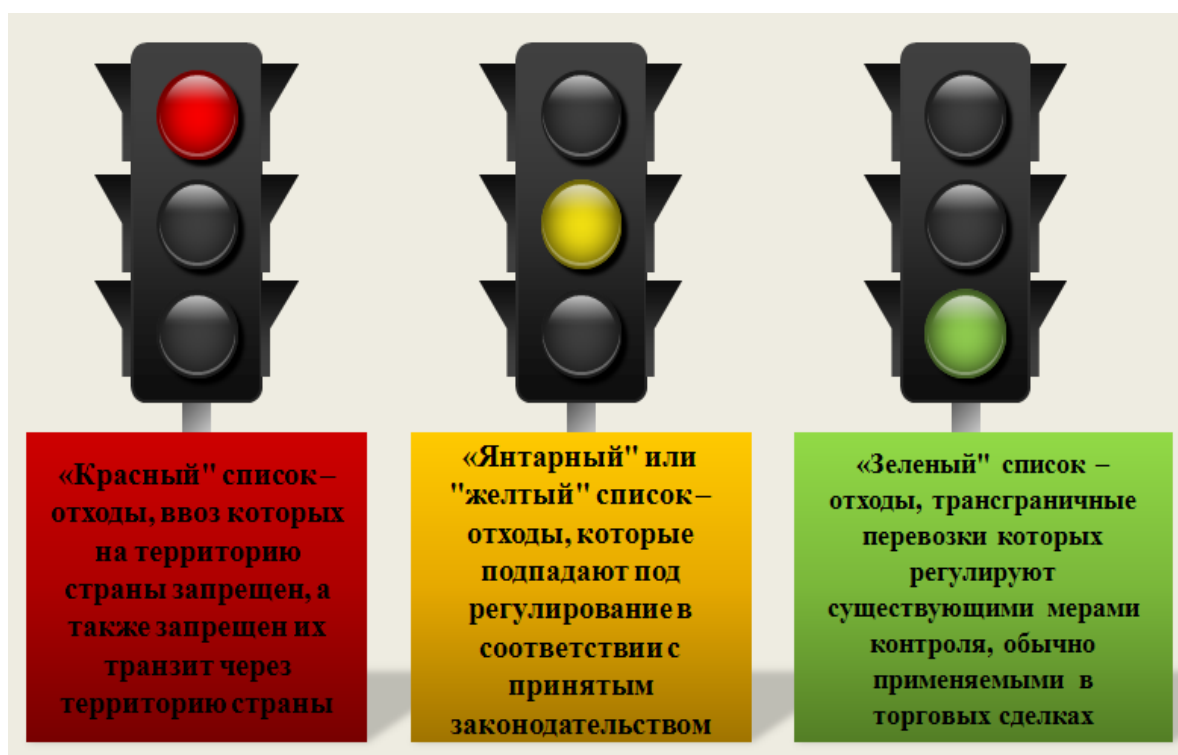 «Красный" список –
отходы, ввоз которых
на территорию
страны запрещен, а
также запрещен их
транзит через
территорию страны
«Янтарный" или
"желтый" список –
отходы, которые
подпадают под
регулирование в
соответствии с
принятым
законодательством
«Зеленый" список –
отходы, трансграничные
перевозки которых
регулируют
существующими мерами
контроля, обычно
применяемыми в
торговых сделках